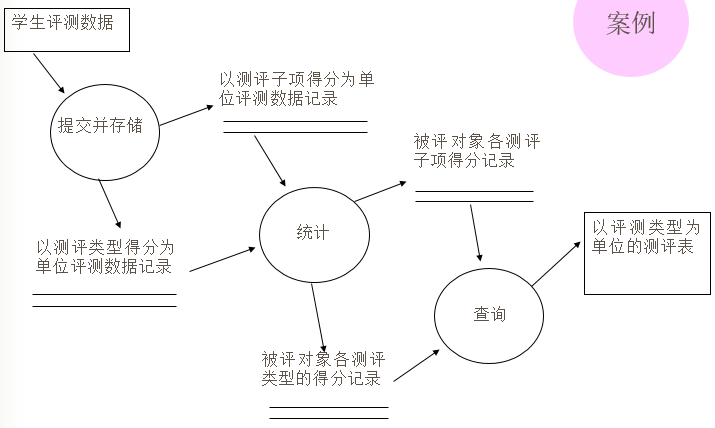 学生评测数据
案例
提交并存储
以测评子项得分为单
位评测数据记录
被评对象各测评
子项得分记录
以测评类型得分为
单位评测数据记录
统计
以评测类型为
单位的测评表
查询
被评对象各测评
类型的得分记录